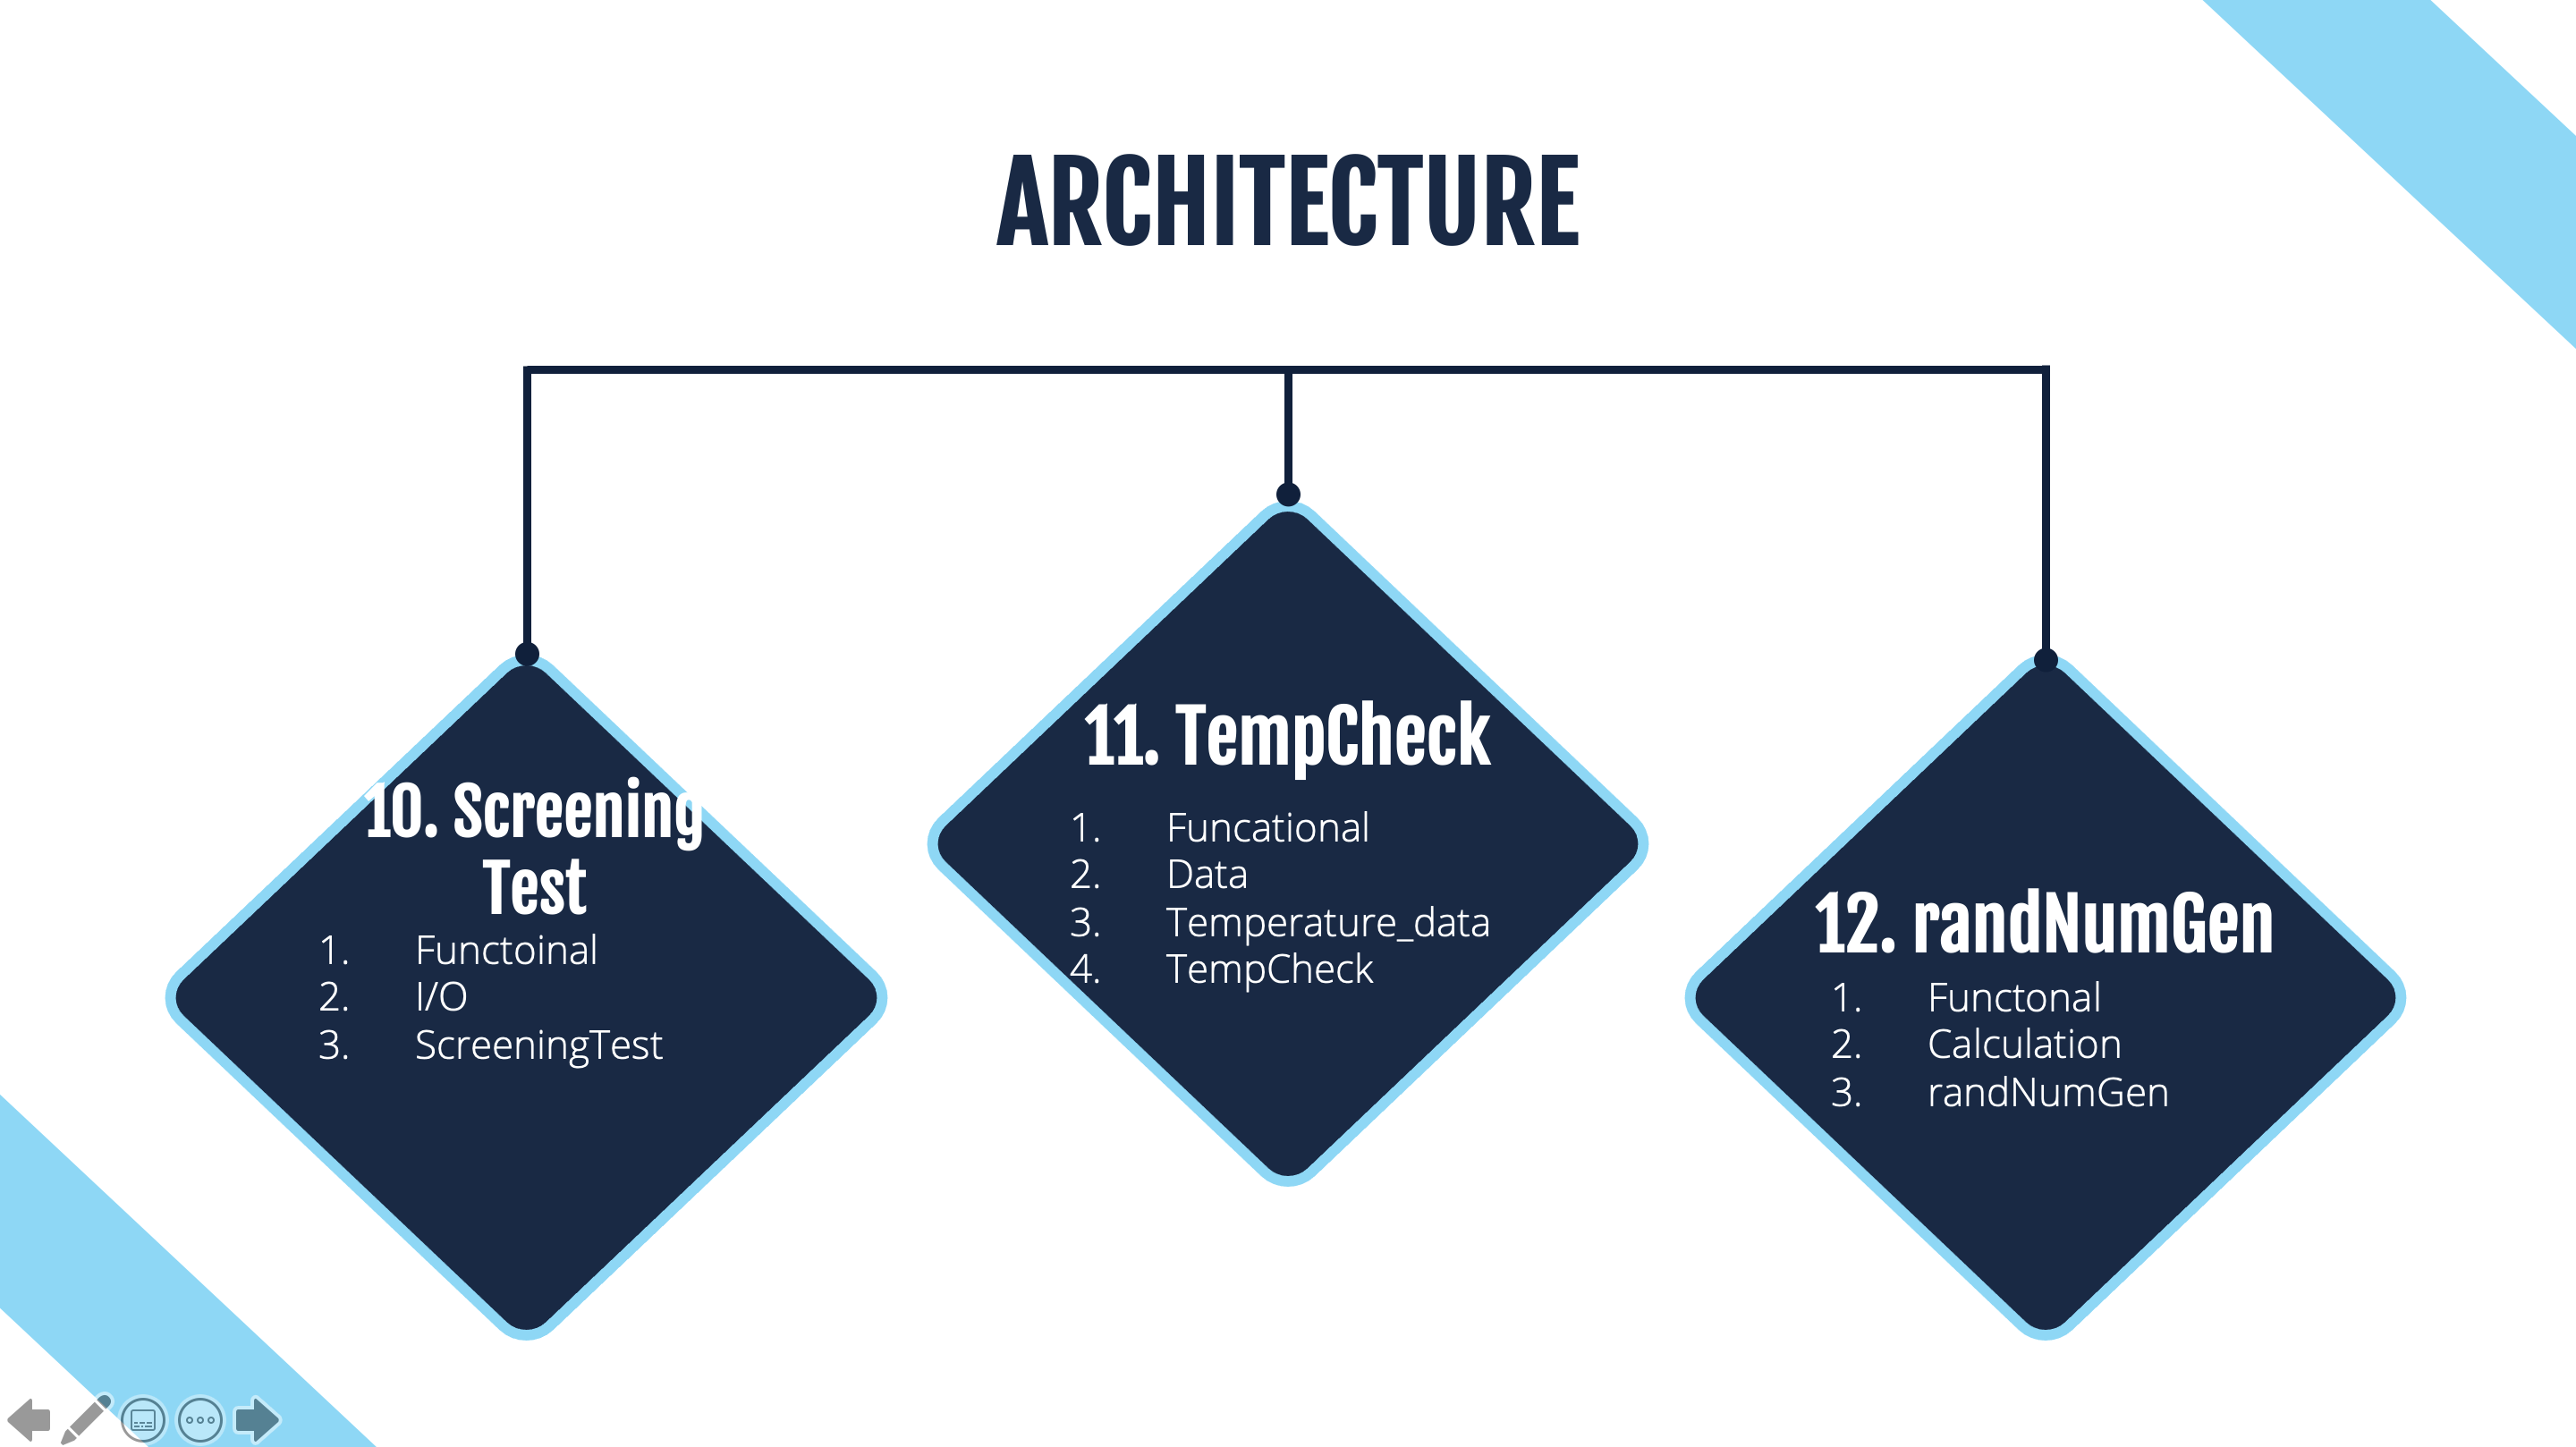 ARCHITECTURE
10. Screening
Test
1. Functoinal
2. I/O
3. ScreeningTest
11. TempCheck
1. Funcational
2. Data
3. Temperature_data
4. TempCheck
12. randNumGen
1. Functonal
2. Calculation
3. randNumGen